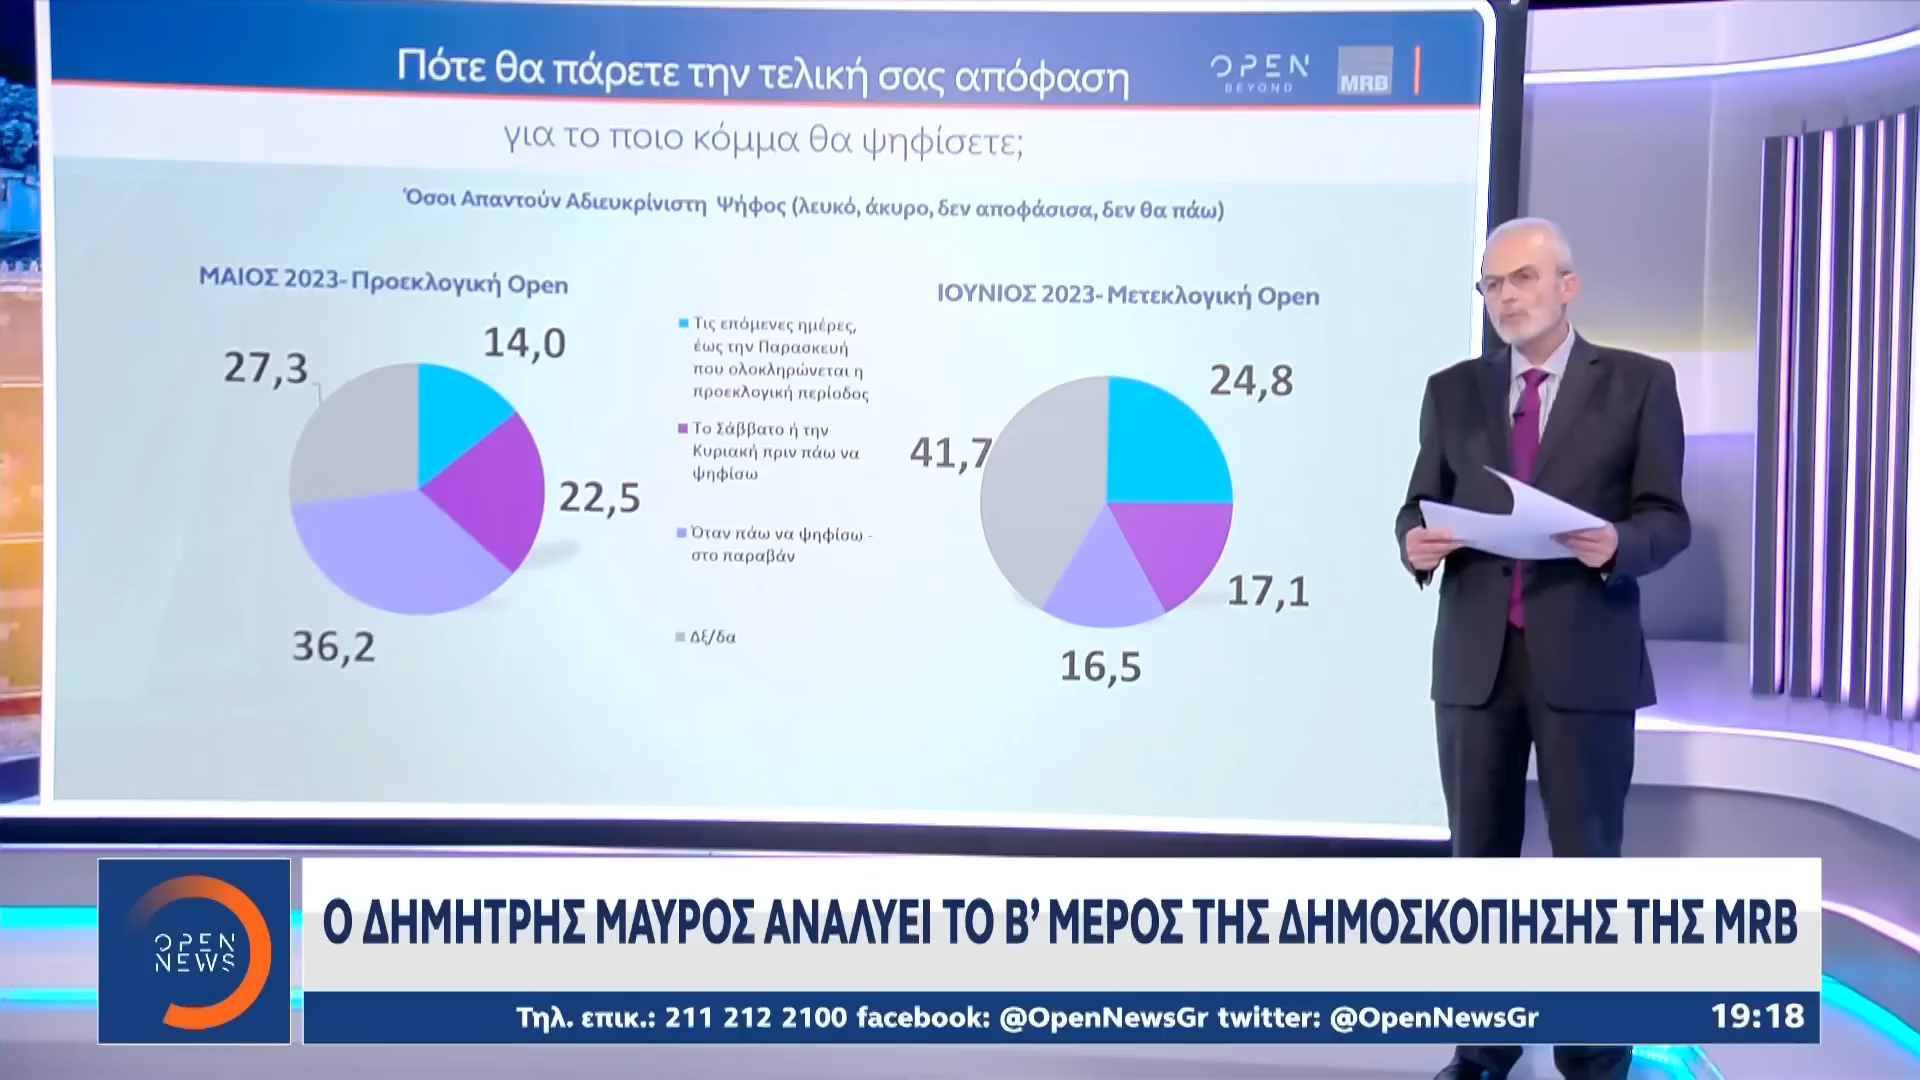 Πότε θα πάρετε την τελική σας απόφαση
OPEN
BEYOND
MRB
για το ποιο κόμμα θα ψηφίσετε;
Όσοι Απαντούν Αδιευκρίνιστη Ψήφος (λευκό, άκυρο, δεν αποφάσισα, δεν θα πάω)
ΜΑΙΟΣ 2023- Προεκλογική Open
27,3
14,0
22,5
36,2
Τις επόμενες ημέρες,
έως την Παρασκευή
που ολοκληρώνεται η
προεκλογική περίοδος
Το Σάββατο ή την
Κυριακή πριν πάω να
ψηφίσω
Όταν πάω να ψηφίσω -
στο παραβάν
Δξ/δα
ΙΟΥΝΙΟΣ 2023- Μετεκλογική Open
24,8
41,7
17,1
16,5
OPEN
NEWS
Ο ΔΗΜΗΤΡΗΣ ΜΑΥΡΟΣ ΑΝΑΛΥΕΙ ΤΟ Β’ ΜΕΡΟΣ ΤΗΣ ΔΗΜΟΣΚΟΠΗΣΗΣ ΤΗΣ MRB
Τηλ. επικ.: 211 212 2100 facebook: @OpenNewsGr twitter: @OpenNewsGr
19:18